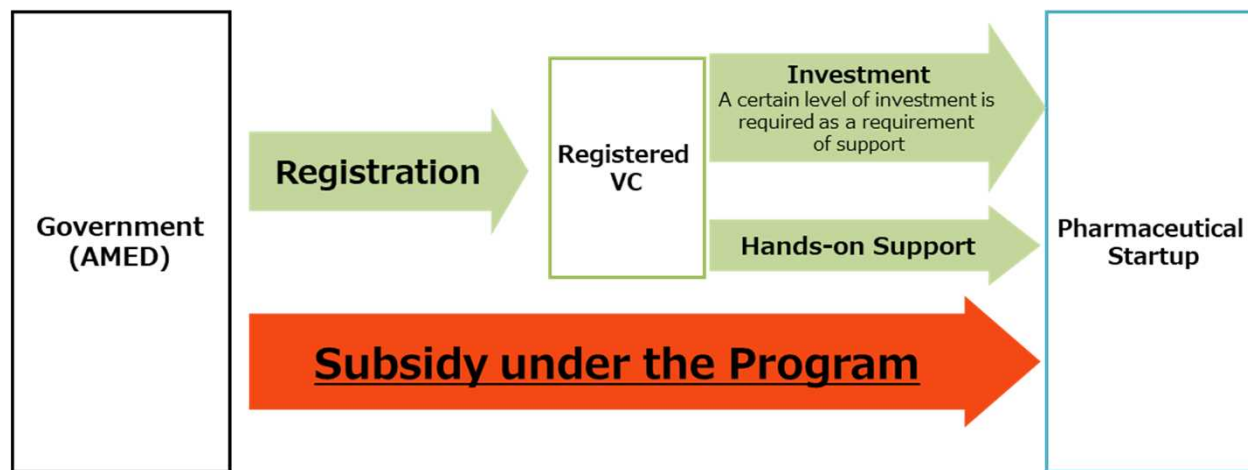 Government
(AMED)
Registration
Registered
VC
Investment
A certain level of investment is
required as a requirement
of support
Hands-on Support
Subsidy under the Program
Pharmaceutical
Startup